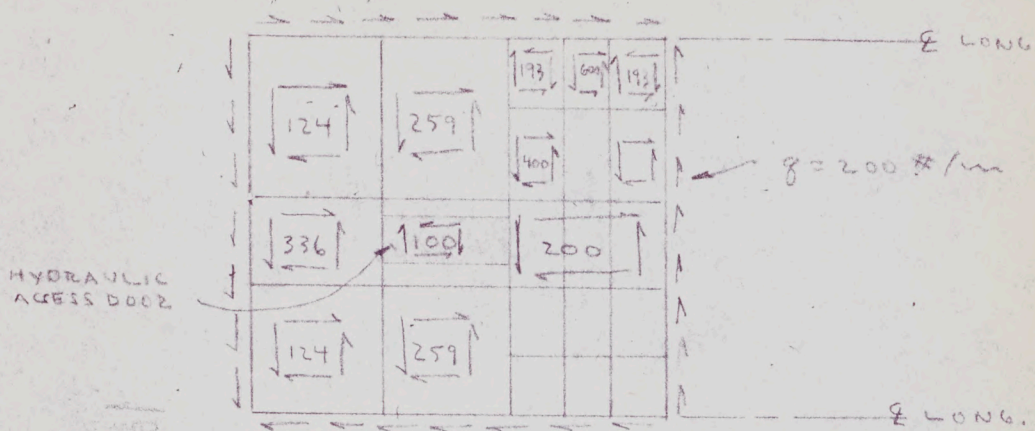 ℄ LONG.
193 600 193
124 259
400
q = 200 #/in
336 100 200
HYDRAULIC
ACCESS DOOR
124 259
℄ LONG.